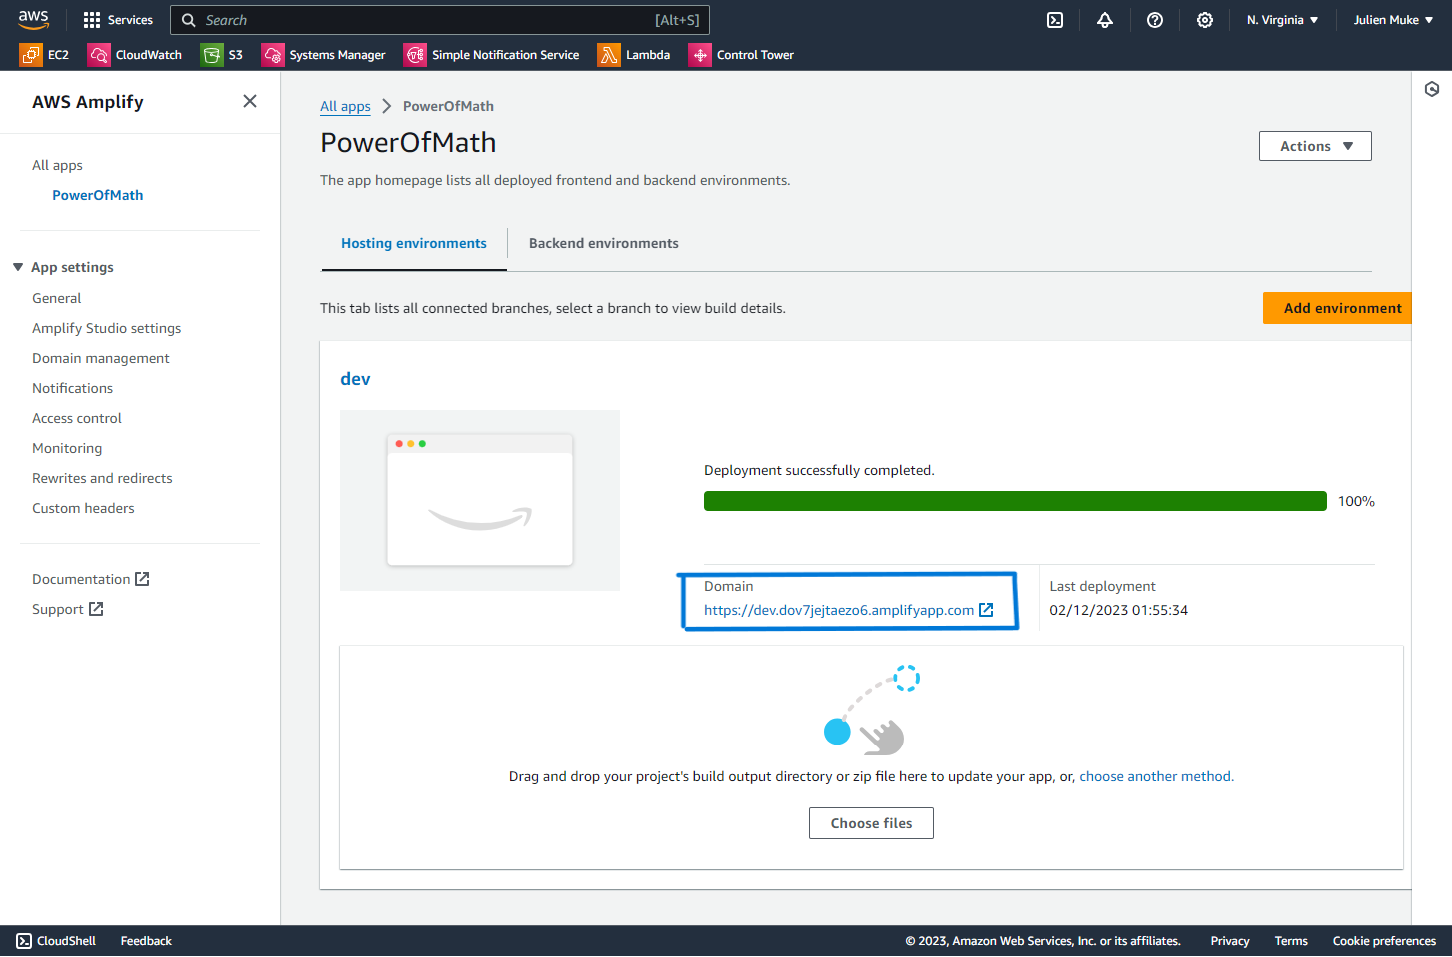 aws
Services
Search
[Alt+S]
N. Virginia
Julien Muke
EC2
CloudWatch
S3
Systems Manager
Simple Notification Service
Lambda
Control Tower
AWS Amplify
All apps
PowerOfMath
App settings
General
Amplify Studio settings
Domain management
Notifications
Access control
Monitoring
Rewrites and redirects
Custom headers
Documentation
Support
All apps
PowerOfMath
PowerOfMath
Actions
The app homepage lists all deployed frontend and backend environments.
Hosting environments
Backend environments
This tab lists all connected branches, select a branch to view build details.
Add environment
dev
Deployment successfully completed.
100%
Domain
https://dev.dov7jejtaezo6.amplifyapp.com
Last deployment
02/12/2023 01:55:34
Drag and drop your project's build output directory or zip file here to update your app, or, choose another method.
Choose files
CloudShell
Feedback
© 2023, Amazon Web Services, Inc. or its affiliates.
Privacy
Terms
Cookie preferences